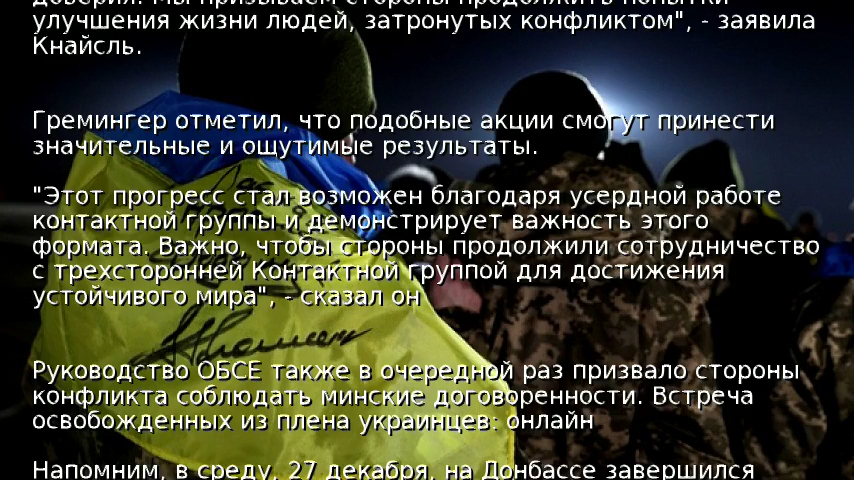 доверия. Мы призываем стороны продолжить попытки
улучшения жизни людей, затронутых конфликтом", - заявила
Кнайсль.
Гремингер отметил, что подобные акции смогут принести
значительные и ощутимые результаты.
"Этот прогресс стал возможен благодаря усердной работе
контактной группы и демонстрирует важность этого
формата. Важно, чтобы стороны продолжили сотрудничество
с трехсторонней Контактной группой для достижения
устойчивого мира", - сказал он
Руководство ОБСЕ также в очередной раз призвало стороны
конфликта соблюдать минские договоренности. Встреча
освобожденных из плена украинцев: онлайн
Напомним, в среду, 27 декабря, на Донбассе завершился